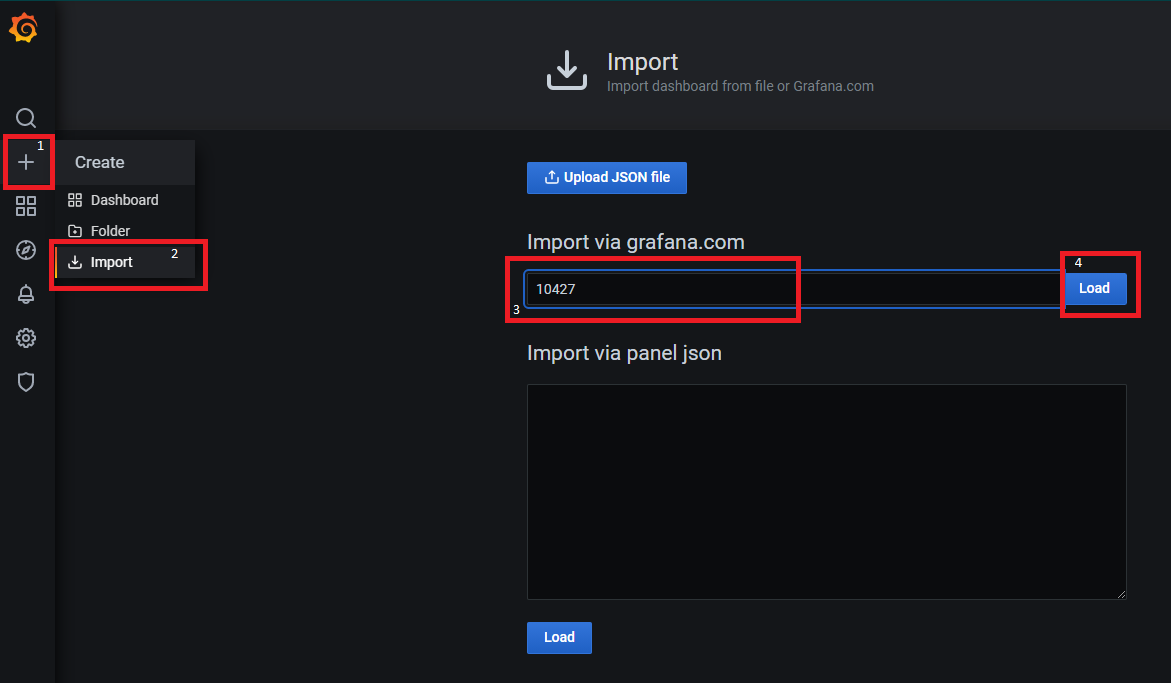 Import
Import dashboard from file or Grafana.com
1
Create
Dashboard
Folder
Import 2
Upload JSON file
Import via grafana.com
10427
3
4
Load
Import via panel json
Load